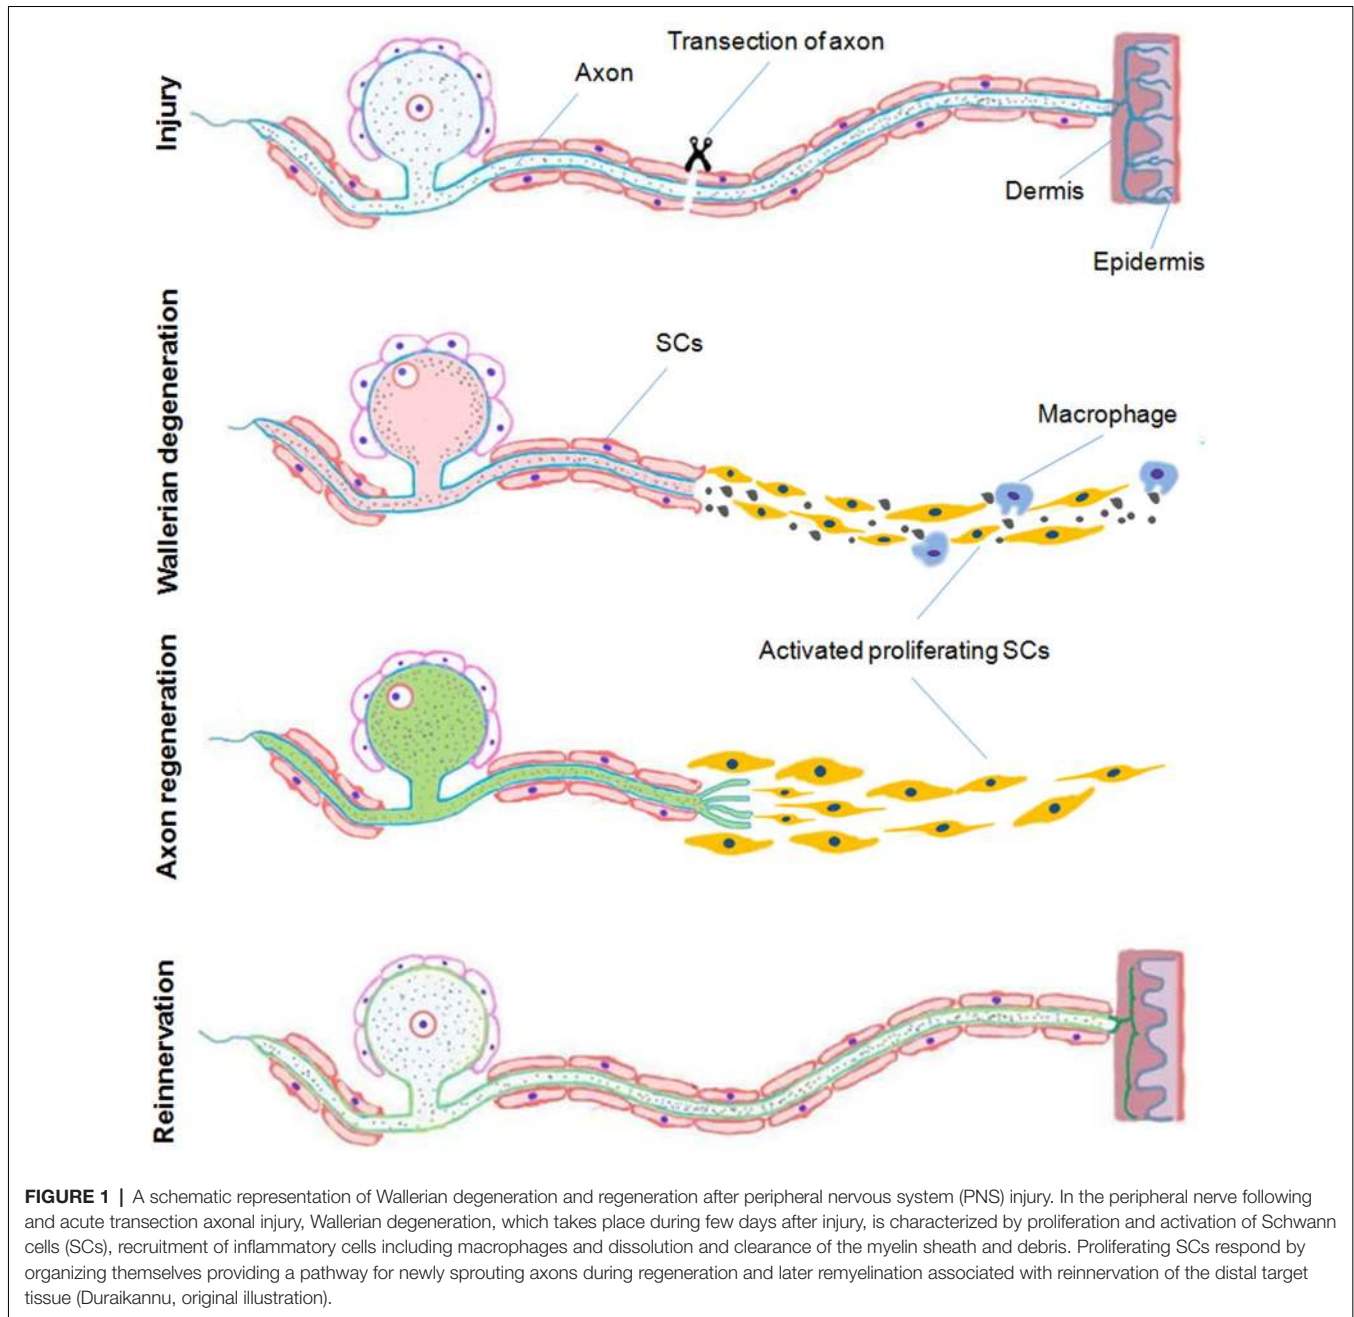 Injury
Transection of axon
Axon
Dermis
Epidermis
Wallerian degeneration
SCs
Macrophage
Activated proliferating SCs
Axon regeneration
Reinnervation
FIGURE 1 | A schematic representation of Wallerian degeneration and regeneration after peripheral nervous system (PNS) injury. In the peripheral nerve following
and acute transection axonal injury, Wallerian degeneration, which takes place during few days after injury, is characterized by proliferation and activation of Schwann
cells (SCs), recruitment of inflammatory cells including macrophages and dissolution and clearance of the myelin sheath and debris. Proliferating SCs respond by
organizing themselves providing a pathway for newly sprouting axons during regeneration and later remyelination associated with reinnervation of the distal target
tissue (Duraikannu, original illustration).